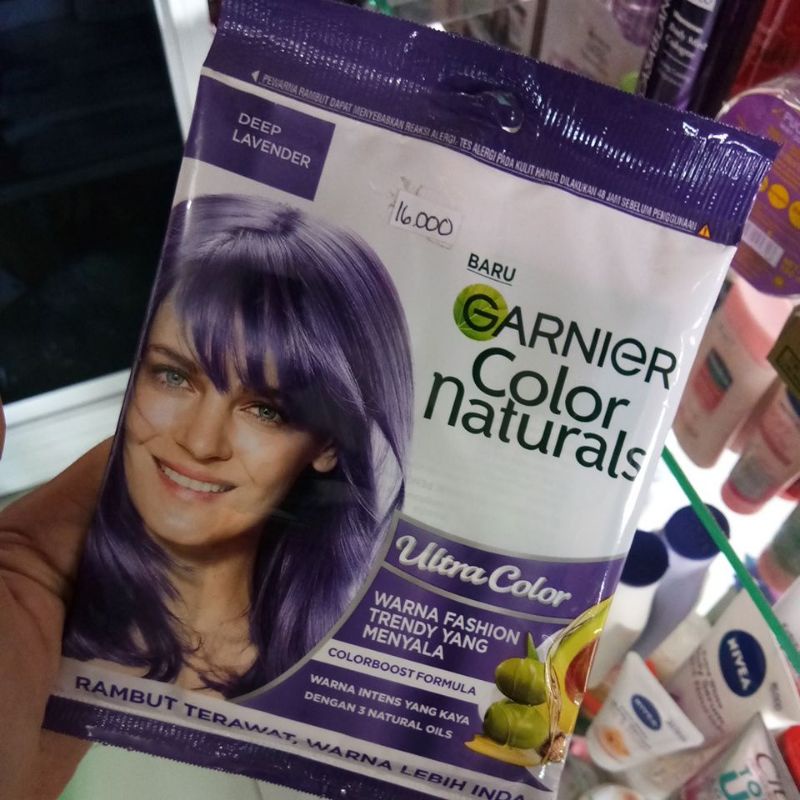 PEWARNA RAMBUT DAPAT MENYEBABKAN REAKSI ALERGI. TES ALERGI PADA KULIT HARUS DILAKUKAN 48 JAM SEBELUM PENGGUNAAN
DEEP
LAVENDER
16.000
BARU
GARNIER
Color
Naturals
Ultra Color
WARNA FASHION
TRENDY YANG
MENYALA
COLORBOOST FORMULA
WARNA INTENS YANG KAYA
DENGAN 3 NATURAL OILS
RAMBUT TERAWAT, WARNA LEBIH INDA
NIVEA
NIVEA